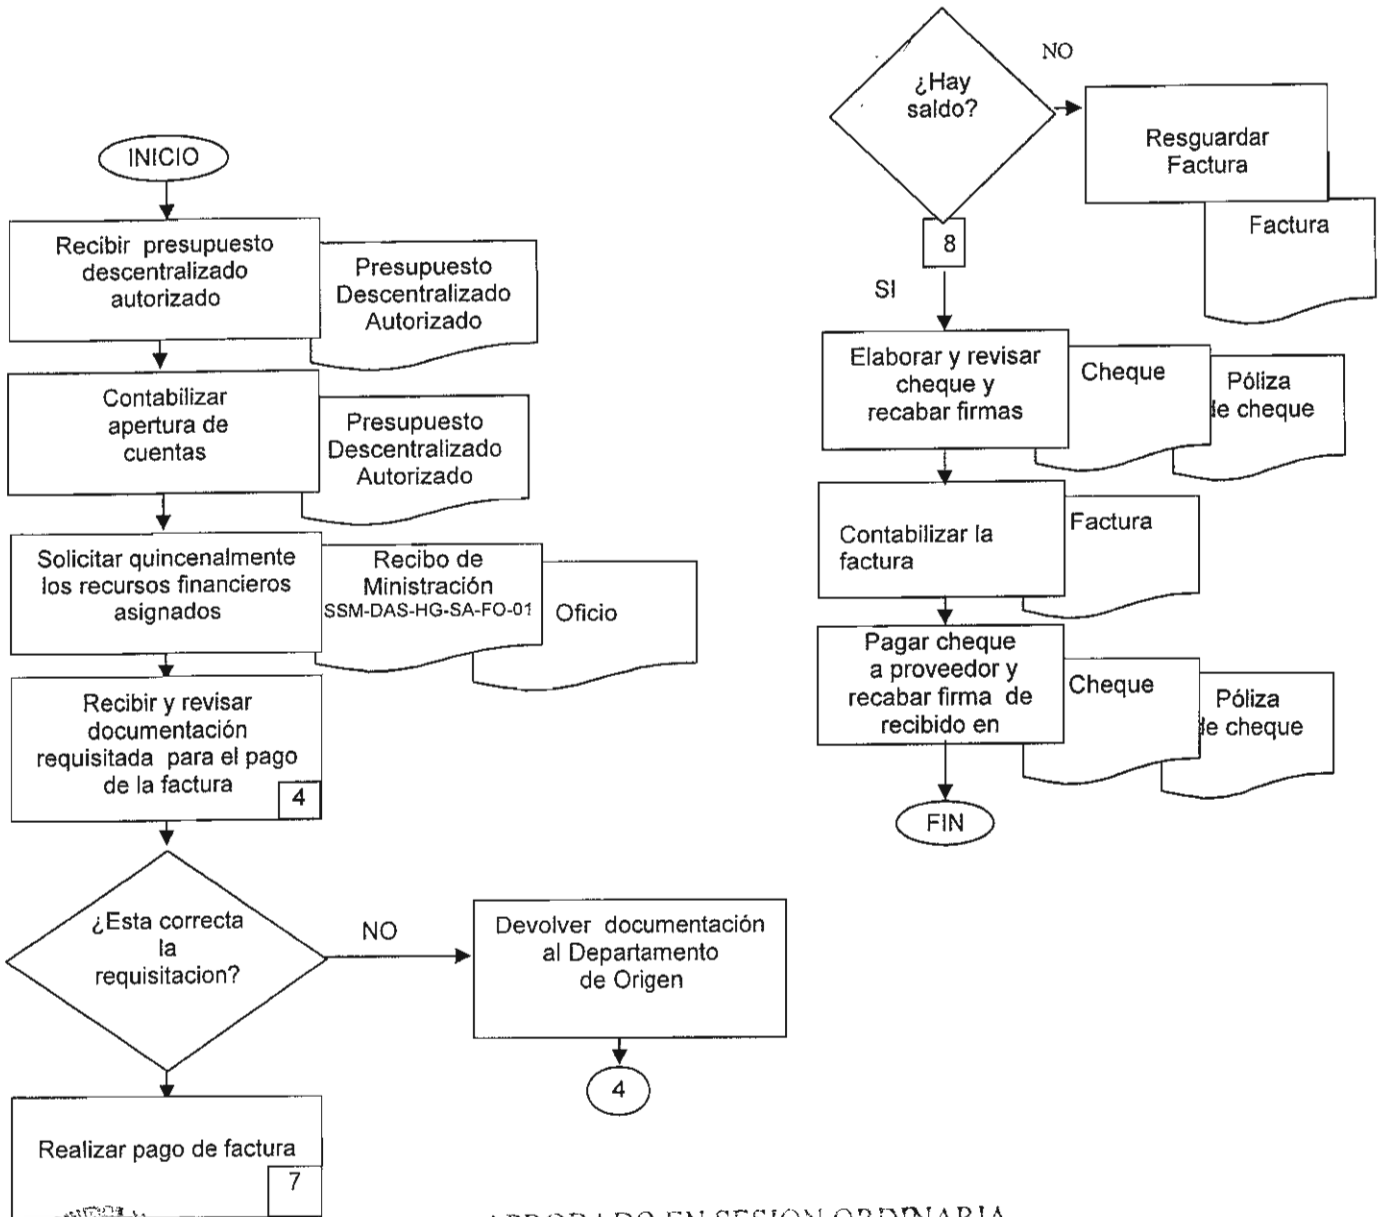 INICIO
Recibir presupuesto
descentralizado
autorizado
Presupuesto
Descentralizado
Autorizado
Contabilizar
apertura de
cuentas
Presupuesto
Descentralizado
Autorizado
Solicitar quincenalmente
los recursos financieros
asignados
Recibo de
Ministración
SSM-DAS-HG-SA-FO-01
Oficio
Recibir y revisar
documentación
requisitada para el pago
de la factura
4
¿Esta correcta
la
requisitacion?
NO
Devolver documentación
al Departamento
de Origen
4
Realizar pago de factura
7
¿Hay
saldo?
NO
Resguardar
Factura
Factura
8
SI
Elaborar y revisar
cheque y
recabar firmas
Cheque
Póliza
de cheque
Contabilizar la
factura
Factura
Pagar cheque
a proveedor y
recabar firma de
recibido en
Cheque
Póliza
de cheque
FIN
APROBADO EN SESION ORDINARIA